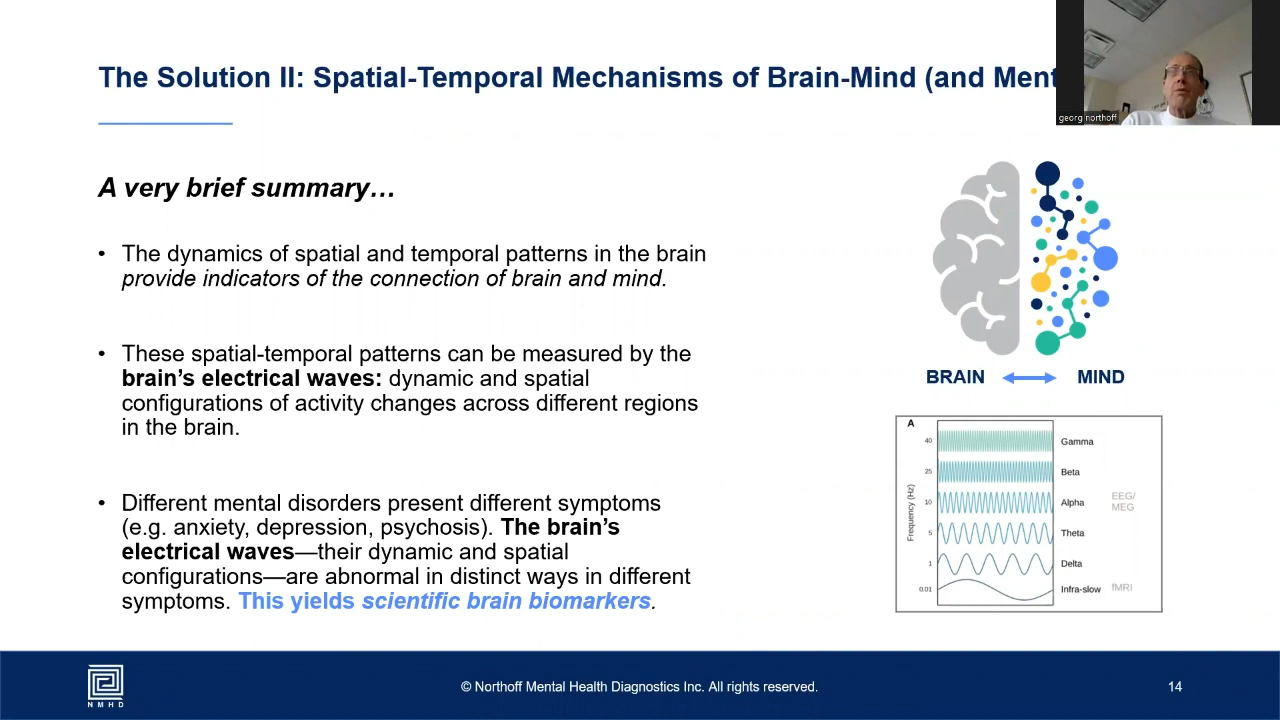 The Solution II: Spatial-Temporal Mechanisms of Brain-Mind (and Ment
georg northoff
A very brief summary…
• The dynamics of spatial and temporal patterns in the brain
provide indicators of the connection of brain and mind.
• These spatial-temporal patterns can be measured by the
brain’s electrical waves: dynamic and spatial
configurations of activity changes across different regions
in the brain.
• Different mental disorders present different symptoms
(e.g. anxiety, depression, psychosis). The brain’s
electrical waves—their dynamic and spatial
configurations—are abnormal in distinct ways in different
symptoms. This yields scientific brain biomarkers.
BRAIN MIND
A
Frequency (Hz)
40 Gamma
25 Beta
10 Alpha
EEG/
MEG
5 Theta
1 Delta
0.01 Infra-slow fMRI
NMHD
© Northoff Mental Health Diagnostics Inc. All rights reserved.
14